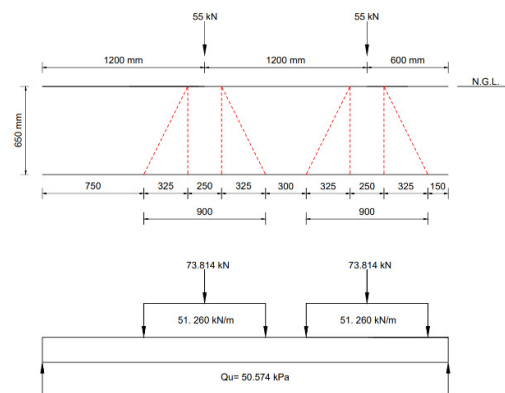 55 kN 55 kN
1200 mm 1200 mm 600 mm
N.G.L.
650 mm
750 325 250 325 300 325 250 325 150
900 900
73.814 kN 73.814 kN
51. 260 kN/m 51. 260 kN/m
Qu= 50.574 kPa